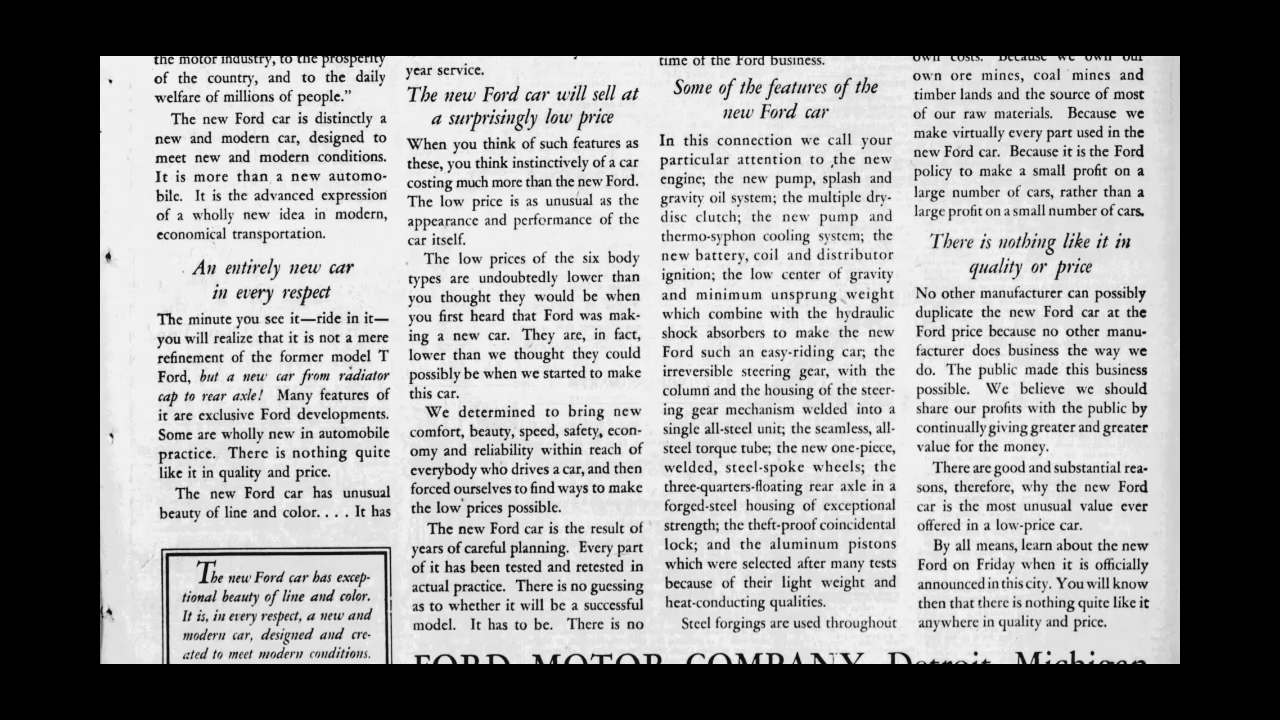 the motor industry, to the prosperity
of the country, and to the daily
welfare of millions of people.”
The new Ford car is distinctly a
new and modern car, designed to
meet new and modern conditions.
It is more than a new automo-
bile. It is the advanced expression
of a wholly new idea in modern,
economical transportation.
An entirely new car
in every respect
The minute you see it—ride in it—
you will realize that it is not a mere
refinement of the former model T
Ford, but a new car from radiator
cap to rear axle! Many features of
it are exclusive Ford developments.
Some are wholly new in automobile
practice. There is nothing quite
like it in quality and price.
The new Ford car has unusual
beauty of line and color. . . . It has
The new Ford car has excep-
tional beauty of line and color.
It is, in every respect, a new and
modern car, designed and cre-
ated to meet modern conditions.
year service.
The new Ford car will sell at
a surprisingly low price
When you think of such features as
these, you think instinctively of a car
costing much more than the new Ford.
The low price is as unusual as the
appearance and performance of the
car itself.
The low prices of the six body
types are undoubtedly lower than
you thought they would be when
you first heard that Ford was mak-
ing a new car. They are, in fact,
lower than we thought they could
possibly be when we started to make
this car.
We determined to bring new
comfort, beauty, speed, safety, econ-
omy and reliability within reach of
everybody who drives a car, and then
forced ourselves to find ways to make
the low prices possible.
The new Ford car is the result of
years of careful planning. Every part
of it has been tested and retested in
actual practice. There is no guessing
as to whether it will be a successful
model. It has to be. There is no
time of the Ford business.
Some of the features of the
new Ford car
In this connection we call your
particular attention to the new
engine; the new pump, splash and
gravity oil system; the multiple dry-
disc clutch; the new pump and
thermo-syphon cooling system; the
new battery, coil and distributor
ignition; the low center of gravity
and minimum unsprung weight
which combine with the hydraulic
shock absorbers to make the new
Ford such an easy-riding car; the
irreversible steering gear, with the
column and the housing of the steer-
ing gear mechanism welded into a
single all-steel unit; the seamless, all-
steel torque tube; the new one-piece,
welded, steel-spoke wheels; the
three-quarters-floating rear axle in a
forged-steel housing of exceptional
strength; the theft-proof coincidental
lock; and the aluminum pistons
which were selected after many tests
because of their light weight and
heat-conducting qualities.
Steel forgings are used throughout
own costs. Because we own our
own ore mines, coal mines and
timber lands and the source of most
of our raw materials. Because we
make virtually every part used in the
new Ford car. Because it is the Ford
policy to make a small profit on a
large number of cars, rather than a
large profit on a small number of cars.
There is nothing like it in
quality or price
No other manufacturer can possibly
duplicate the new Ford car at the
Ford price because no other manu-
facturer does business the way we
do. The public made this business
possible. We believe we should
share our profits with the public by
continually giving greater and greater
value for the money.
There are good and substantial rea-
sons, therefore, why the new Ford
car is the most unusual value ever
offered in a low-price car.
By all means, learn about the new
Ford on Friday when it is officially
announced in this city. You will know
then that there is nothing quite like it
anywhere in quality and price.
FORD MOTOR COMPANY Detroit, Michigan